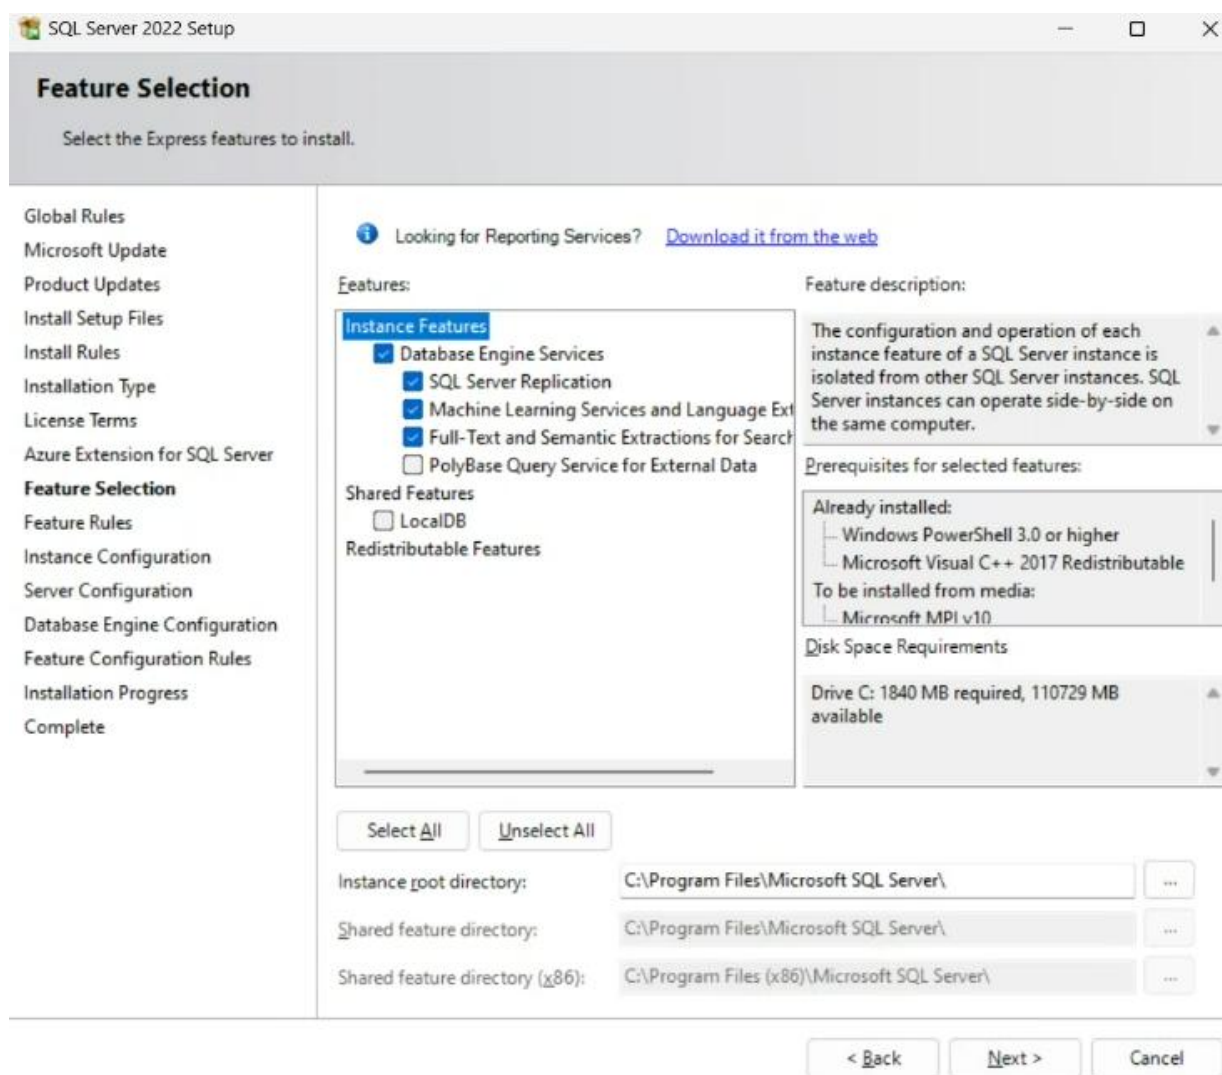 SQL Server 2022 Setup
Feature Selection
Select the Express features to install.
Global Rules
Microsoft Update
Product Updates
Install Setup Files
Install Rules
Installation Type
License Terms
Azure Extension for SQL Server
Feature Selection
Feature Rules
Instance Configuration
Server Configuration
Database Engine Configuration
Feature Configuration Rules
Installation Progress
Complete
Looking for Reporting Services? Download it from the web
Features:
Instance Features
Database Engine Services
SQL Server Replication
Machine Learning Services and Language Ext
Full-Text and Semantic Extractions for Search
PolyBase Query Service for External Data
Shared Features
LocalDB
Redistributable Features
Feature description:
The configuration and operation of each
instance feature of a SQL Server instance is
isolated from other SQL Server instances. SQL
Server instances can operate side-by-side on
the same computer.
Prerequisites for selected features:
Already installed:
Windows PowerShell 3.0 or higher
Microsoft Visual C++ 2017 Redistributable
To be installed from media:
Microsoft MPI v10
Disk Space Requirements
Drive C: 1840 MB required, 110729 MB
available
Select All
Unselect All
Instance root directory: C:\Program Files\Microsoft SQL Server\ ...
Shared feature directory: C:\Program Files\Microsoft SQL Server\ ...
Shared feature directory (x86): C:\Program Files (x86)\Microsoft SQL Server\ ...
< Back
Next >
Cancel